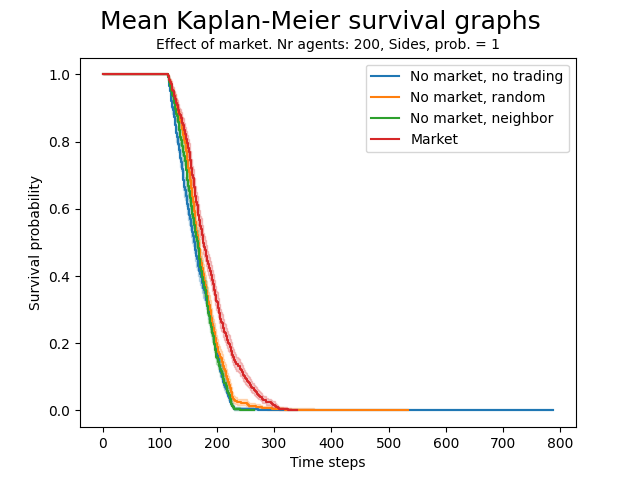 Mean Kaplan-Meier survival graphs
Effect of market. Nr agents: 200, Sides, prob. = 1
No market, no trading
No market, random
No market, neighbor
Market
Survival probability
1.0
0.8
0.6
0.4
0.2
0.0
0 100 200 300 400 500 600 700 800
Time steps